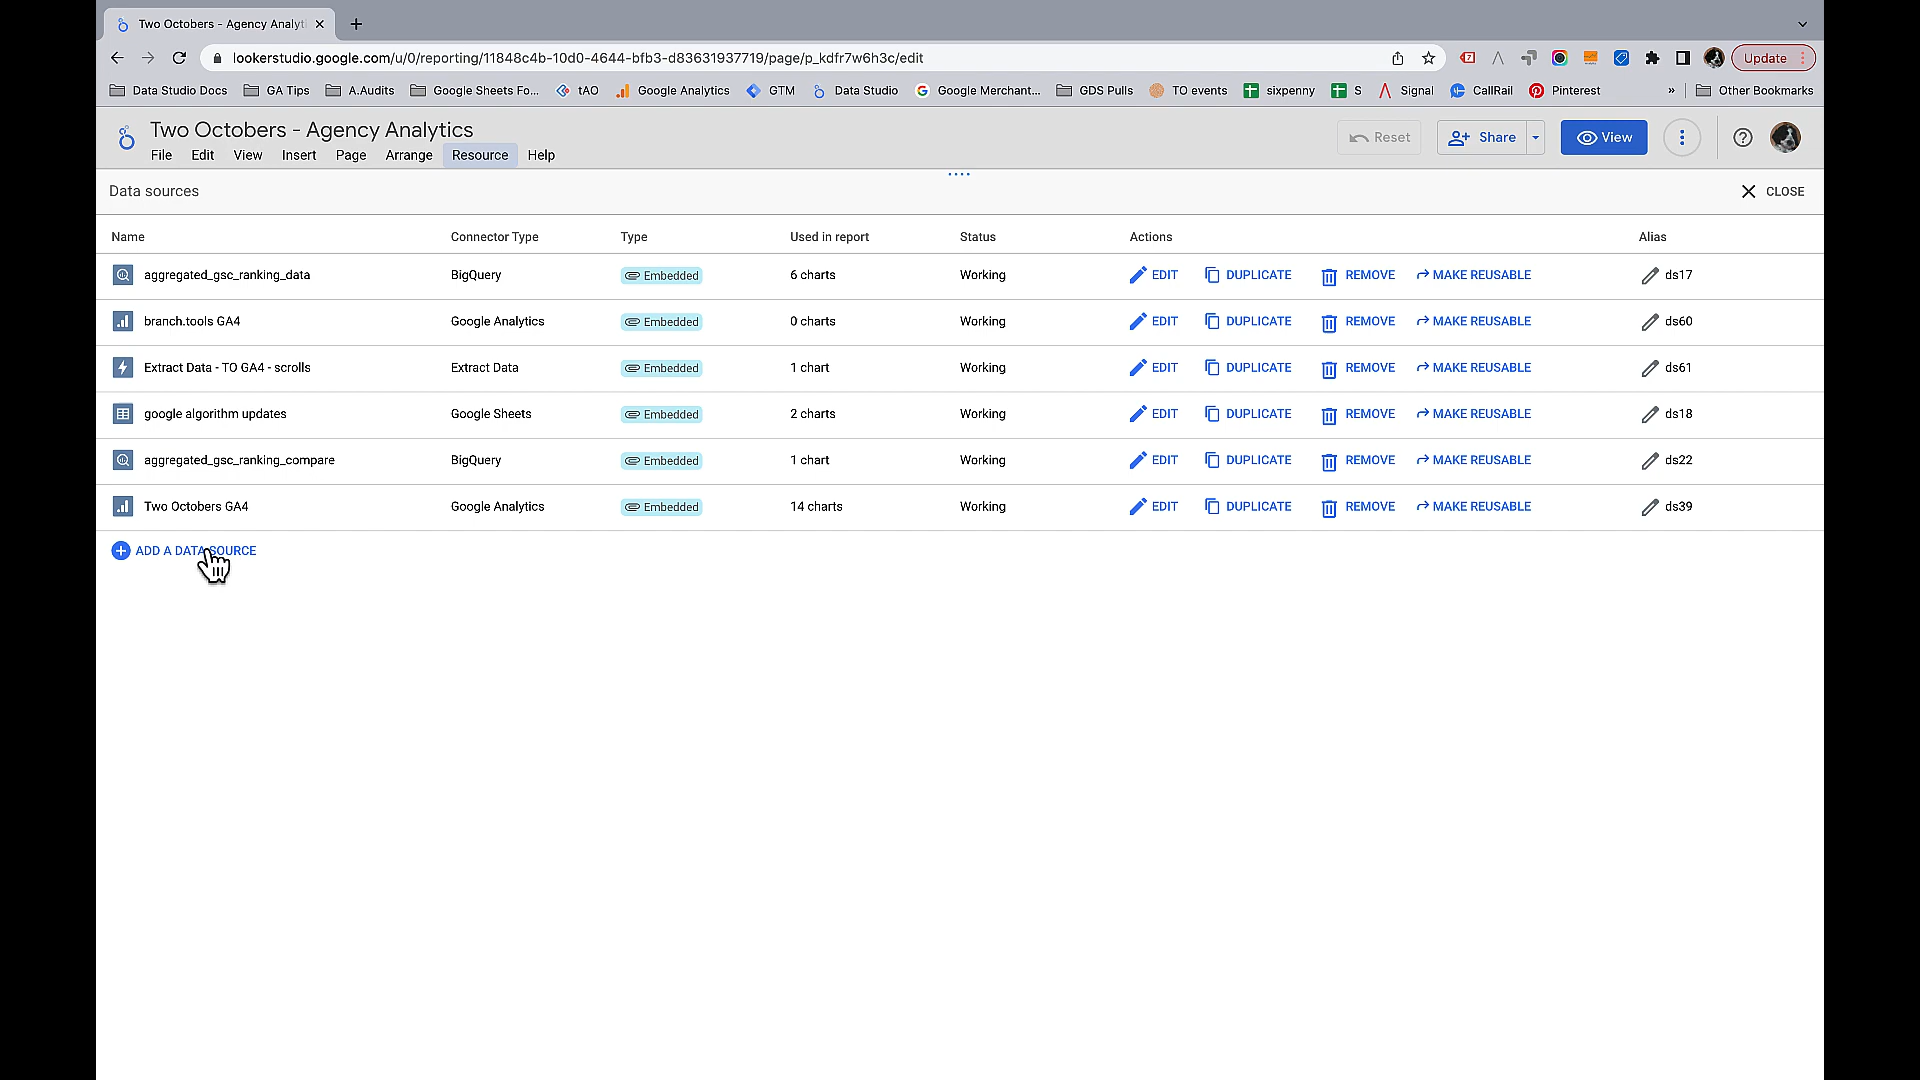 Two Octobers - Agency Analyti
lookerstudio.google.com/u/0/reporting/11848c4b-10d0-4644-bfb3-d83631937719/page/p_kdfr7w6h3c/edit
Update
Data Studio Docs GA Tips A.Audits Google Sheets Fo... tAO Google Analytics GTM Data Studio Google Merchant... GDS Pulls TO events sixpenny S Signal CallRail Pinterest » Other Bookmarks
Two Octobers - Agency Analytics
File Edit View Insert Page Arrange Resource Help
Reset Share View
Data sources CLOSE
Name Connector Type Type Used in report Status Actions Alias
aggregated_gsc_ranking_data BigQuery Embedded 6 charts Working EDIT DUPLICATE REMOVE MAKE REUSABLE ds17
branch.tools GA4 Google Analytics Embedded 0 charts Working EDIT DUPLICATE REMOVE MAKE REUSABLE ds60
Extract Data - TO GA4 - scrolls Extract Data Embedded 1 chart Working EDIT DUPLICATE REMOVE MAKE REUSABLE ds61
google algorithm updates Google Sheets Embedded 2 charts Working EDIT DUPLICATE REMOVE MAKE REUSABLE ds18
aggregated_gsc_ranking_compare BigQuery Embedded 1 chart Working EDIT DUPLICATE REMOVE MAKE REUSABLE ds22
Two Octobers GA4 Google Analytics Embedded 14 charts Working EDIT DUPLICATE REMOVE MAKE REUSABLE ds39
ADD A DATA SOURCE